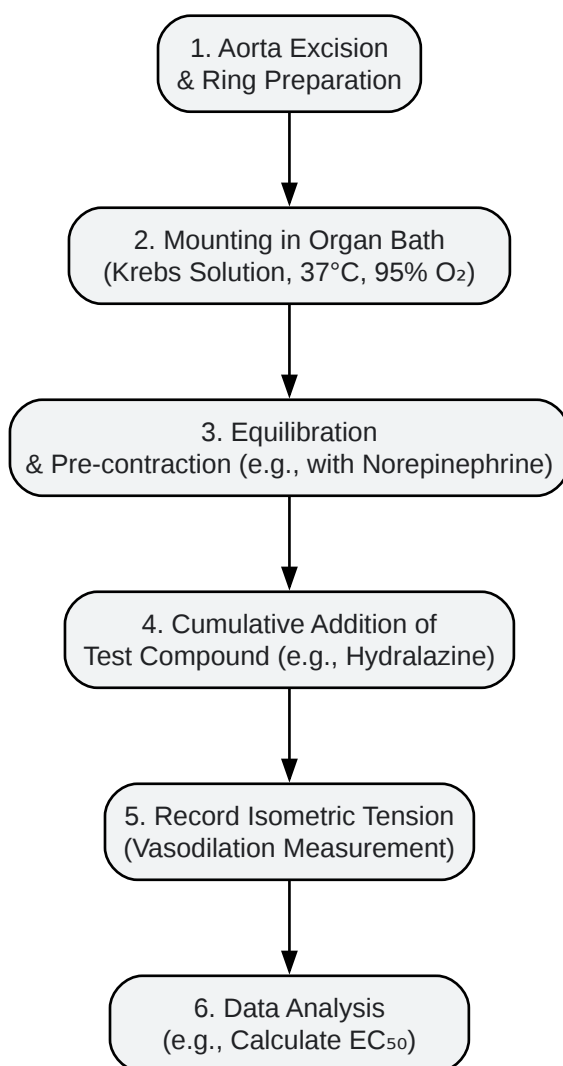 1. Aorta Excision
& Ring Preparation
2. Mounting in Organ Bath
(Krebs Solution, 37°C, 95% O₂)
3. Equilibration
& Pre-contraction (e.g., with Norepinephrine)
4. Cumulative Addition of
Test Compound (e.g., Hydralazine)
5. Record Isometric Tension
(Vasodilation Measurement)
6. Data Analysis
(e.g., Calculate EC₅₀)